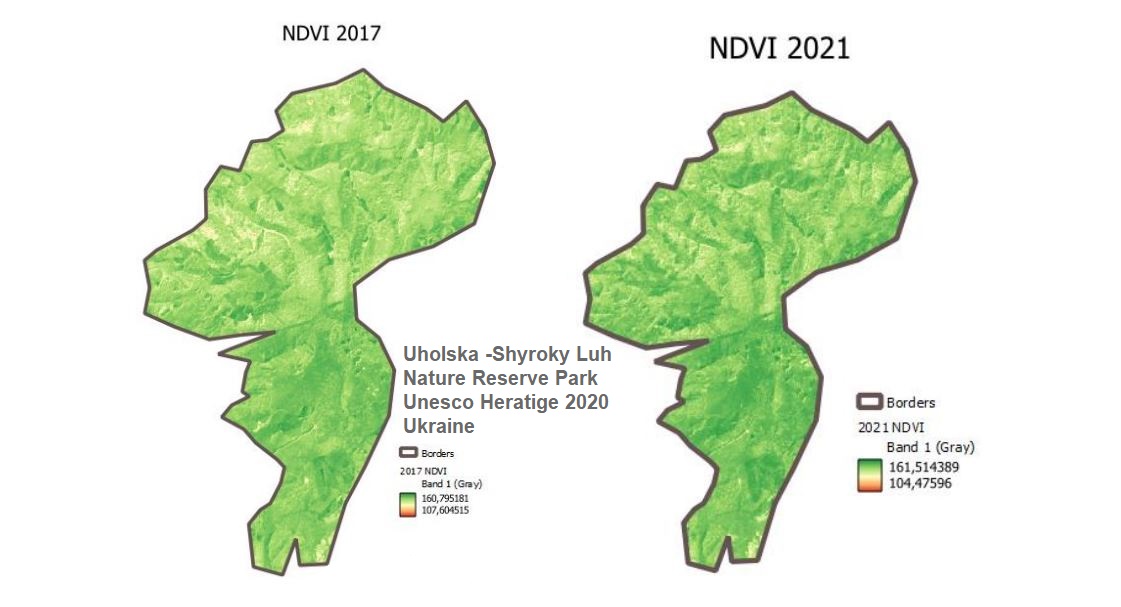 NDVI 2017
NDVI 2021
Uholska -Shyroky Luh
Nature Reserve Park
Unesco Heratige 2020
Ukraine
Borders
2017 NDVI
Band 1 (Gray)
160,795181
107,604515
Borders
2021 NDVI
Band 1 (Gray)
161,514389
104,47596